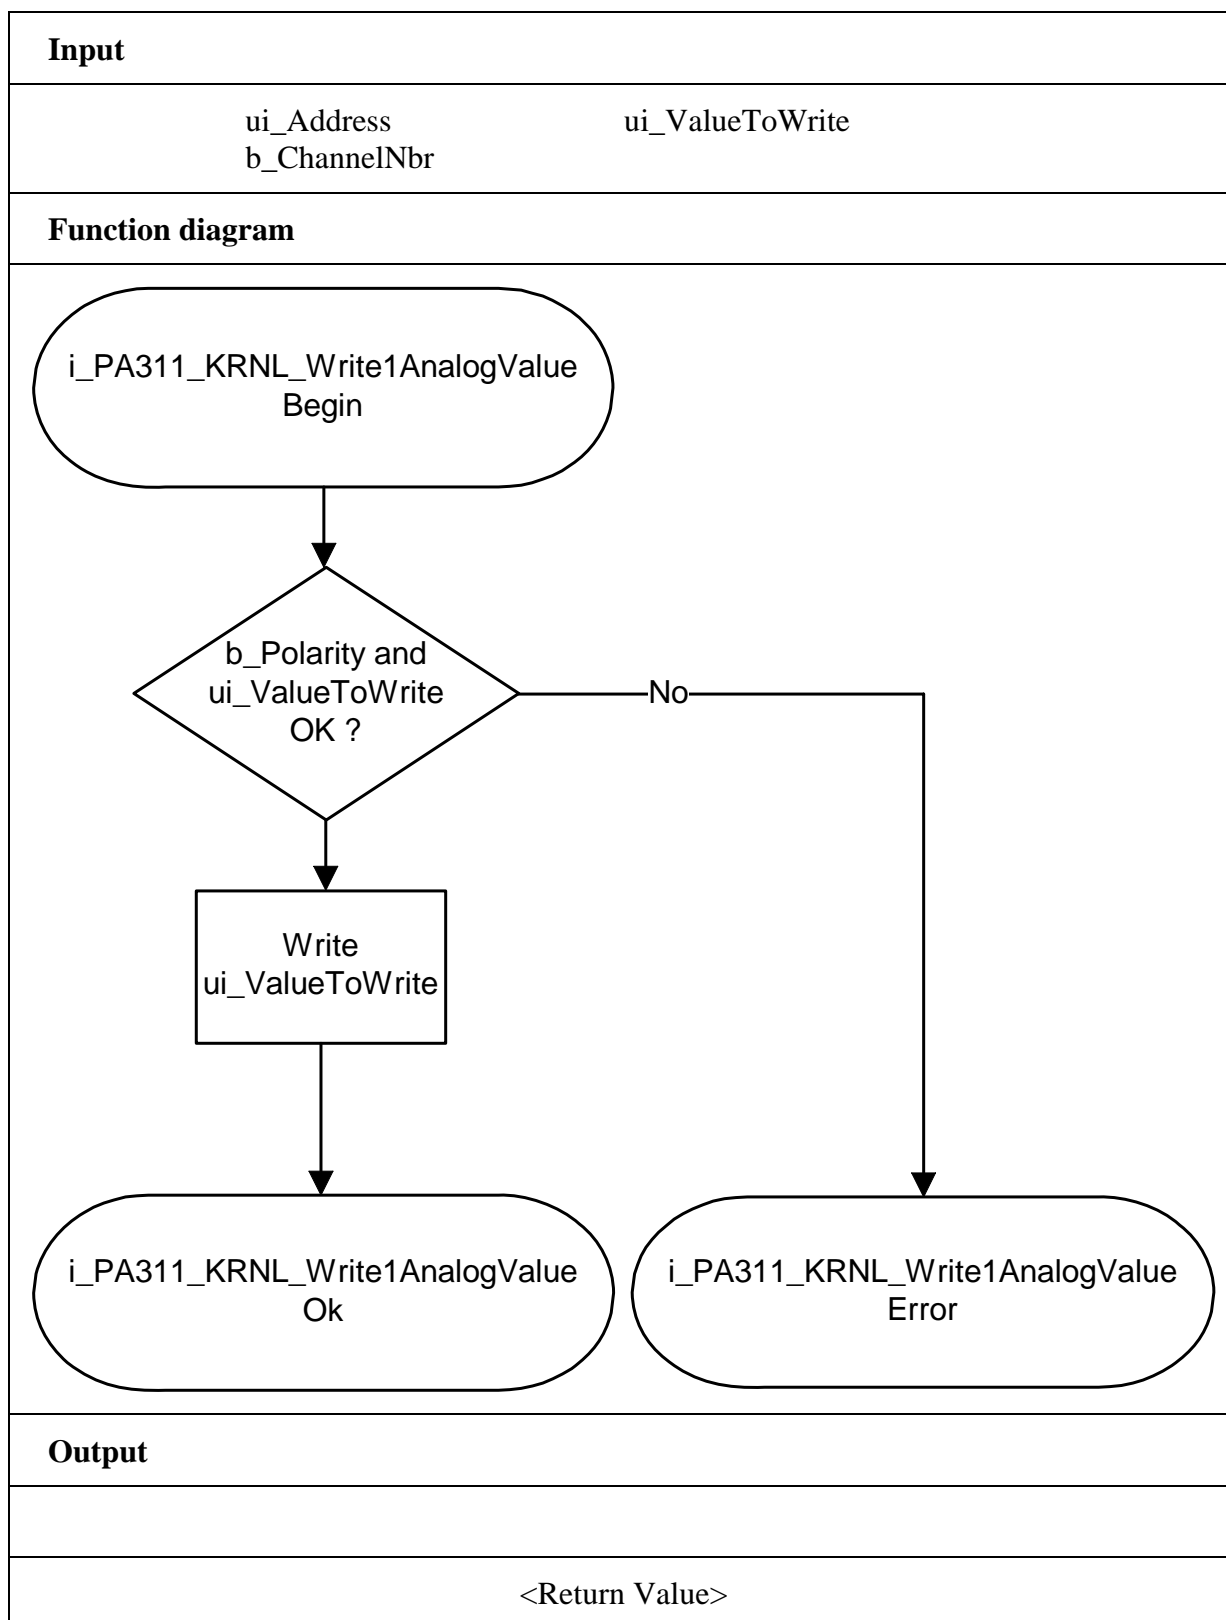 Input
ui_Address ui_ValueToWrite
b_ChannelNbr
Function diagram
i_PA311_KRNL_Write1AnalogValue
Begin
b_Polarity and
ui_ValueToWrite
OK ?
No
Write
ui_ValueToWrite
i_PA311_KRNL_Write1AnalogValue
Ok
i_PA311_KRNL_Write1AnalogValue
Error
Output
<Return Value>